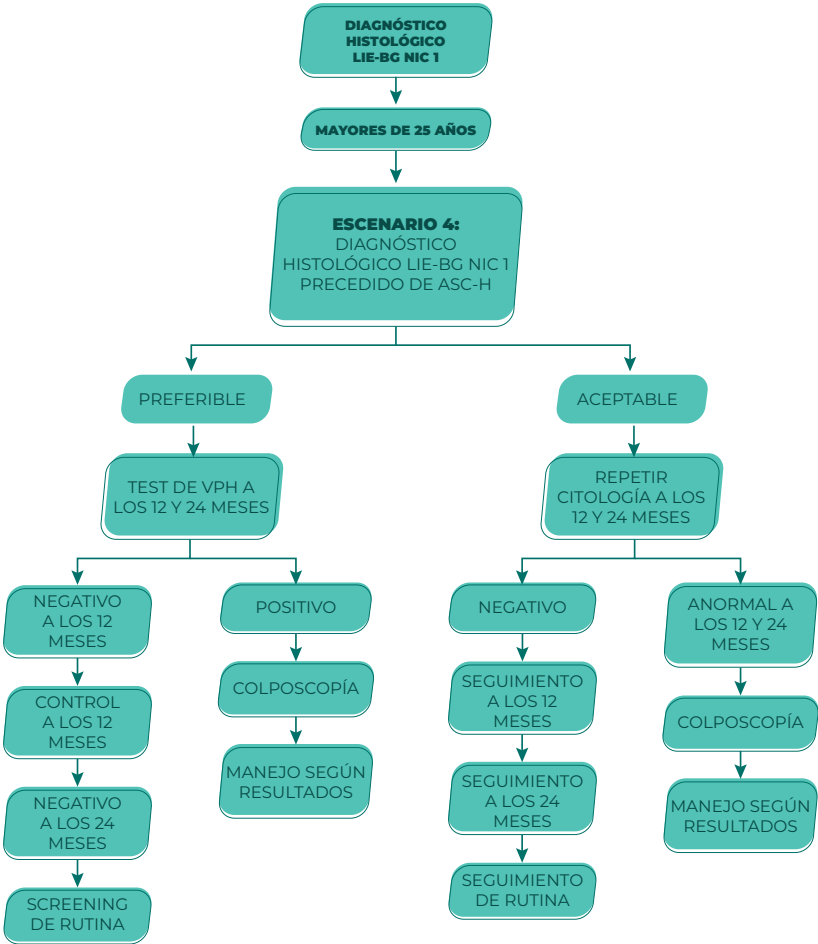 DIAGNÓSTICO
HISTOLÓGICO
LIE-BG NIC 1
MAYORES DE 25 AÑOS
ESCENARIO 4:
DIAGNÓSTICO
HISTOLÓGICO LIE-BG NIC 1
PRECEDIDO DE ASC-H
PREFERIBLE
TEST DE VPH A
LOS 12 Y 24 MESES
NEGATIVO
A LOS 12
MESES
CONTROL
A LOS 12
MESES
NEGATIVO
A LOS 24
MESES
SCREENING
DE RUTINA
POSITIVO
COLPOSCOPÍA
MANEJO SEGÚN
RESULTADOS
ACEPTABLE
REPETIR
CITOLOGÍA A LOS
12 Y 24 MESES
NEGATIVO
SEGUIMIENTO
A LOS 12
MESES
SEGUIMIENTO
A LOS 24
MESES
SEGUIMIENTO
DE RUTINA
ANORMAL A
LOS 12 Y 24
MESES
COLPOSCOPÍA
MANEJO SEGÚN
RESULTADOS